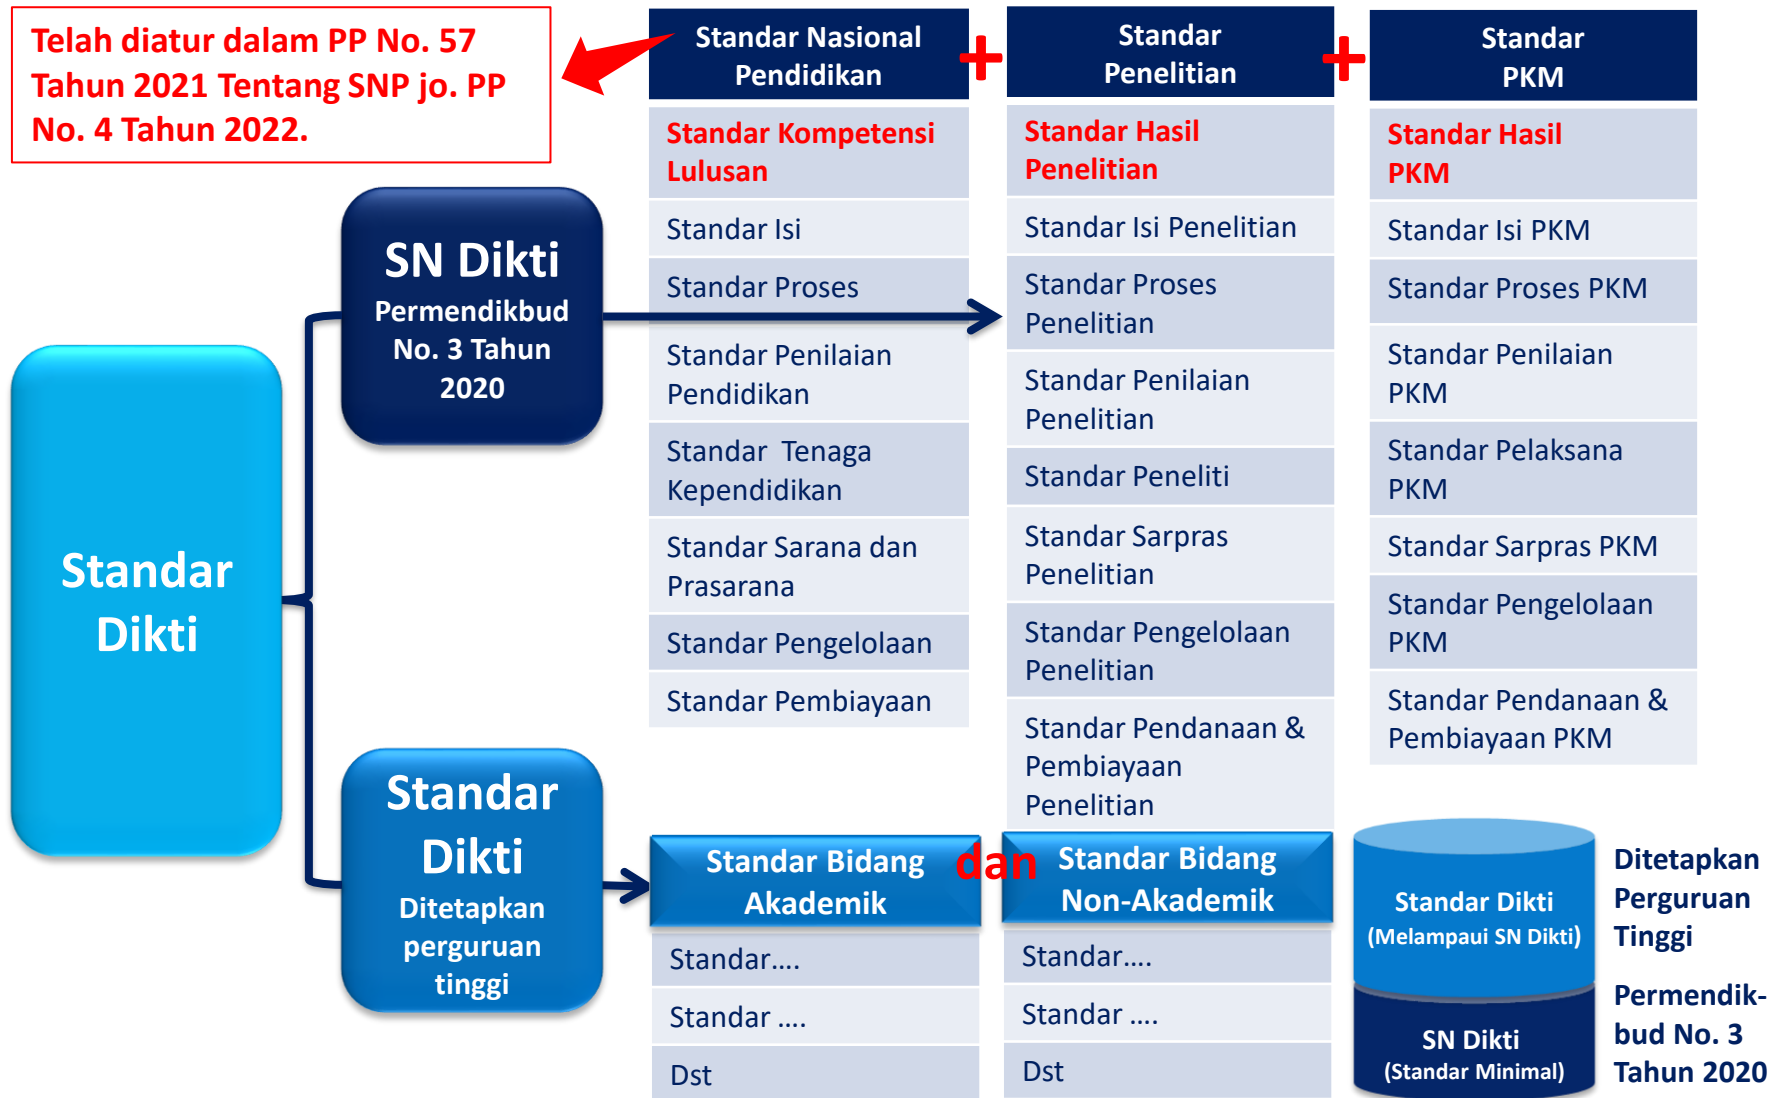 Telah diatur dalam PP No. 57
Tahun 2021 Tentang SNP jo. PP
No. 4 Tahun 2022.
Standar Nasional
Pendidikan
+
Standar
Penelitian
+
Standar
PKM
Standar Kompetensi
Lulusan
Standar Isi
Standar Proses
Standar Penilaian
Pendidikan
Standar Tenaga
Kependidikan
Standar Sarana dan
Prasarana
Standar Pengelolaan
Standar Pembiayaan
Standar Hasil
Penelitian
Standar Isi Penelitian
Standar Proses
Penelitian
Standar Penilaian
Penelitian
Standar Peneliti
Standar Sarpras
Penelitian
Standar Pengelolaan
Penelitian
Standar Pendanaan &
Pembiayaan
Penelitian
Standar Hasil
PKM
Standar Isi PKM
Standar Proses PKM
Standar Penilaian
PKM
Standar Pelaksana
PKM
Standar Sarpras PKM
Standar Pengelolaan
PKM
Standar Pendanaan &
Pembiayaan PKM
SN Dikti
Permendikbud
No. 3 Tahun
2020
Standar
Dikti
Standar
Dikti
Ditetapkan
perguruan
tinggi
Standar Bidang
Akademik
dan
Standar Bidang
Non-Akademik
Standar....
Standar ....
Dst
Standar....
Standar ....
Dst
Standar Dikti
(Melampaui SN Dikti)
SN Dikti
(Standar Minimal)
Ditetapkan
Perguruan
Tinggi
Permendik-
bud No. 3
Tahun 2020